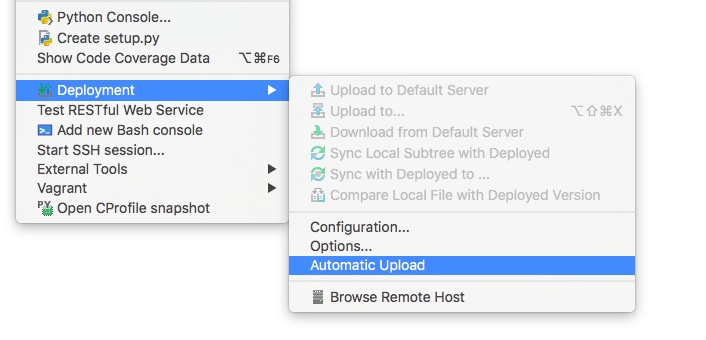 Python Console...
Create setup.py
Show Code Coverage Data ⌥⌘F6
Deployment
Test RESTful Web Service
Add new Bash console
Start SSH session...
External Tools
Vagrant
Open CProfile snapshot
Upload to Default Server
Upload to... ⌥⇧⌘X
Download from Default Server
Sync Local Subtree with Deployed
Sync with Deployed to ...
Compare Local File with Deployed Version
Configuration...
Options...
Automatic Upload
Browse Remote Host